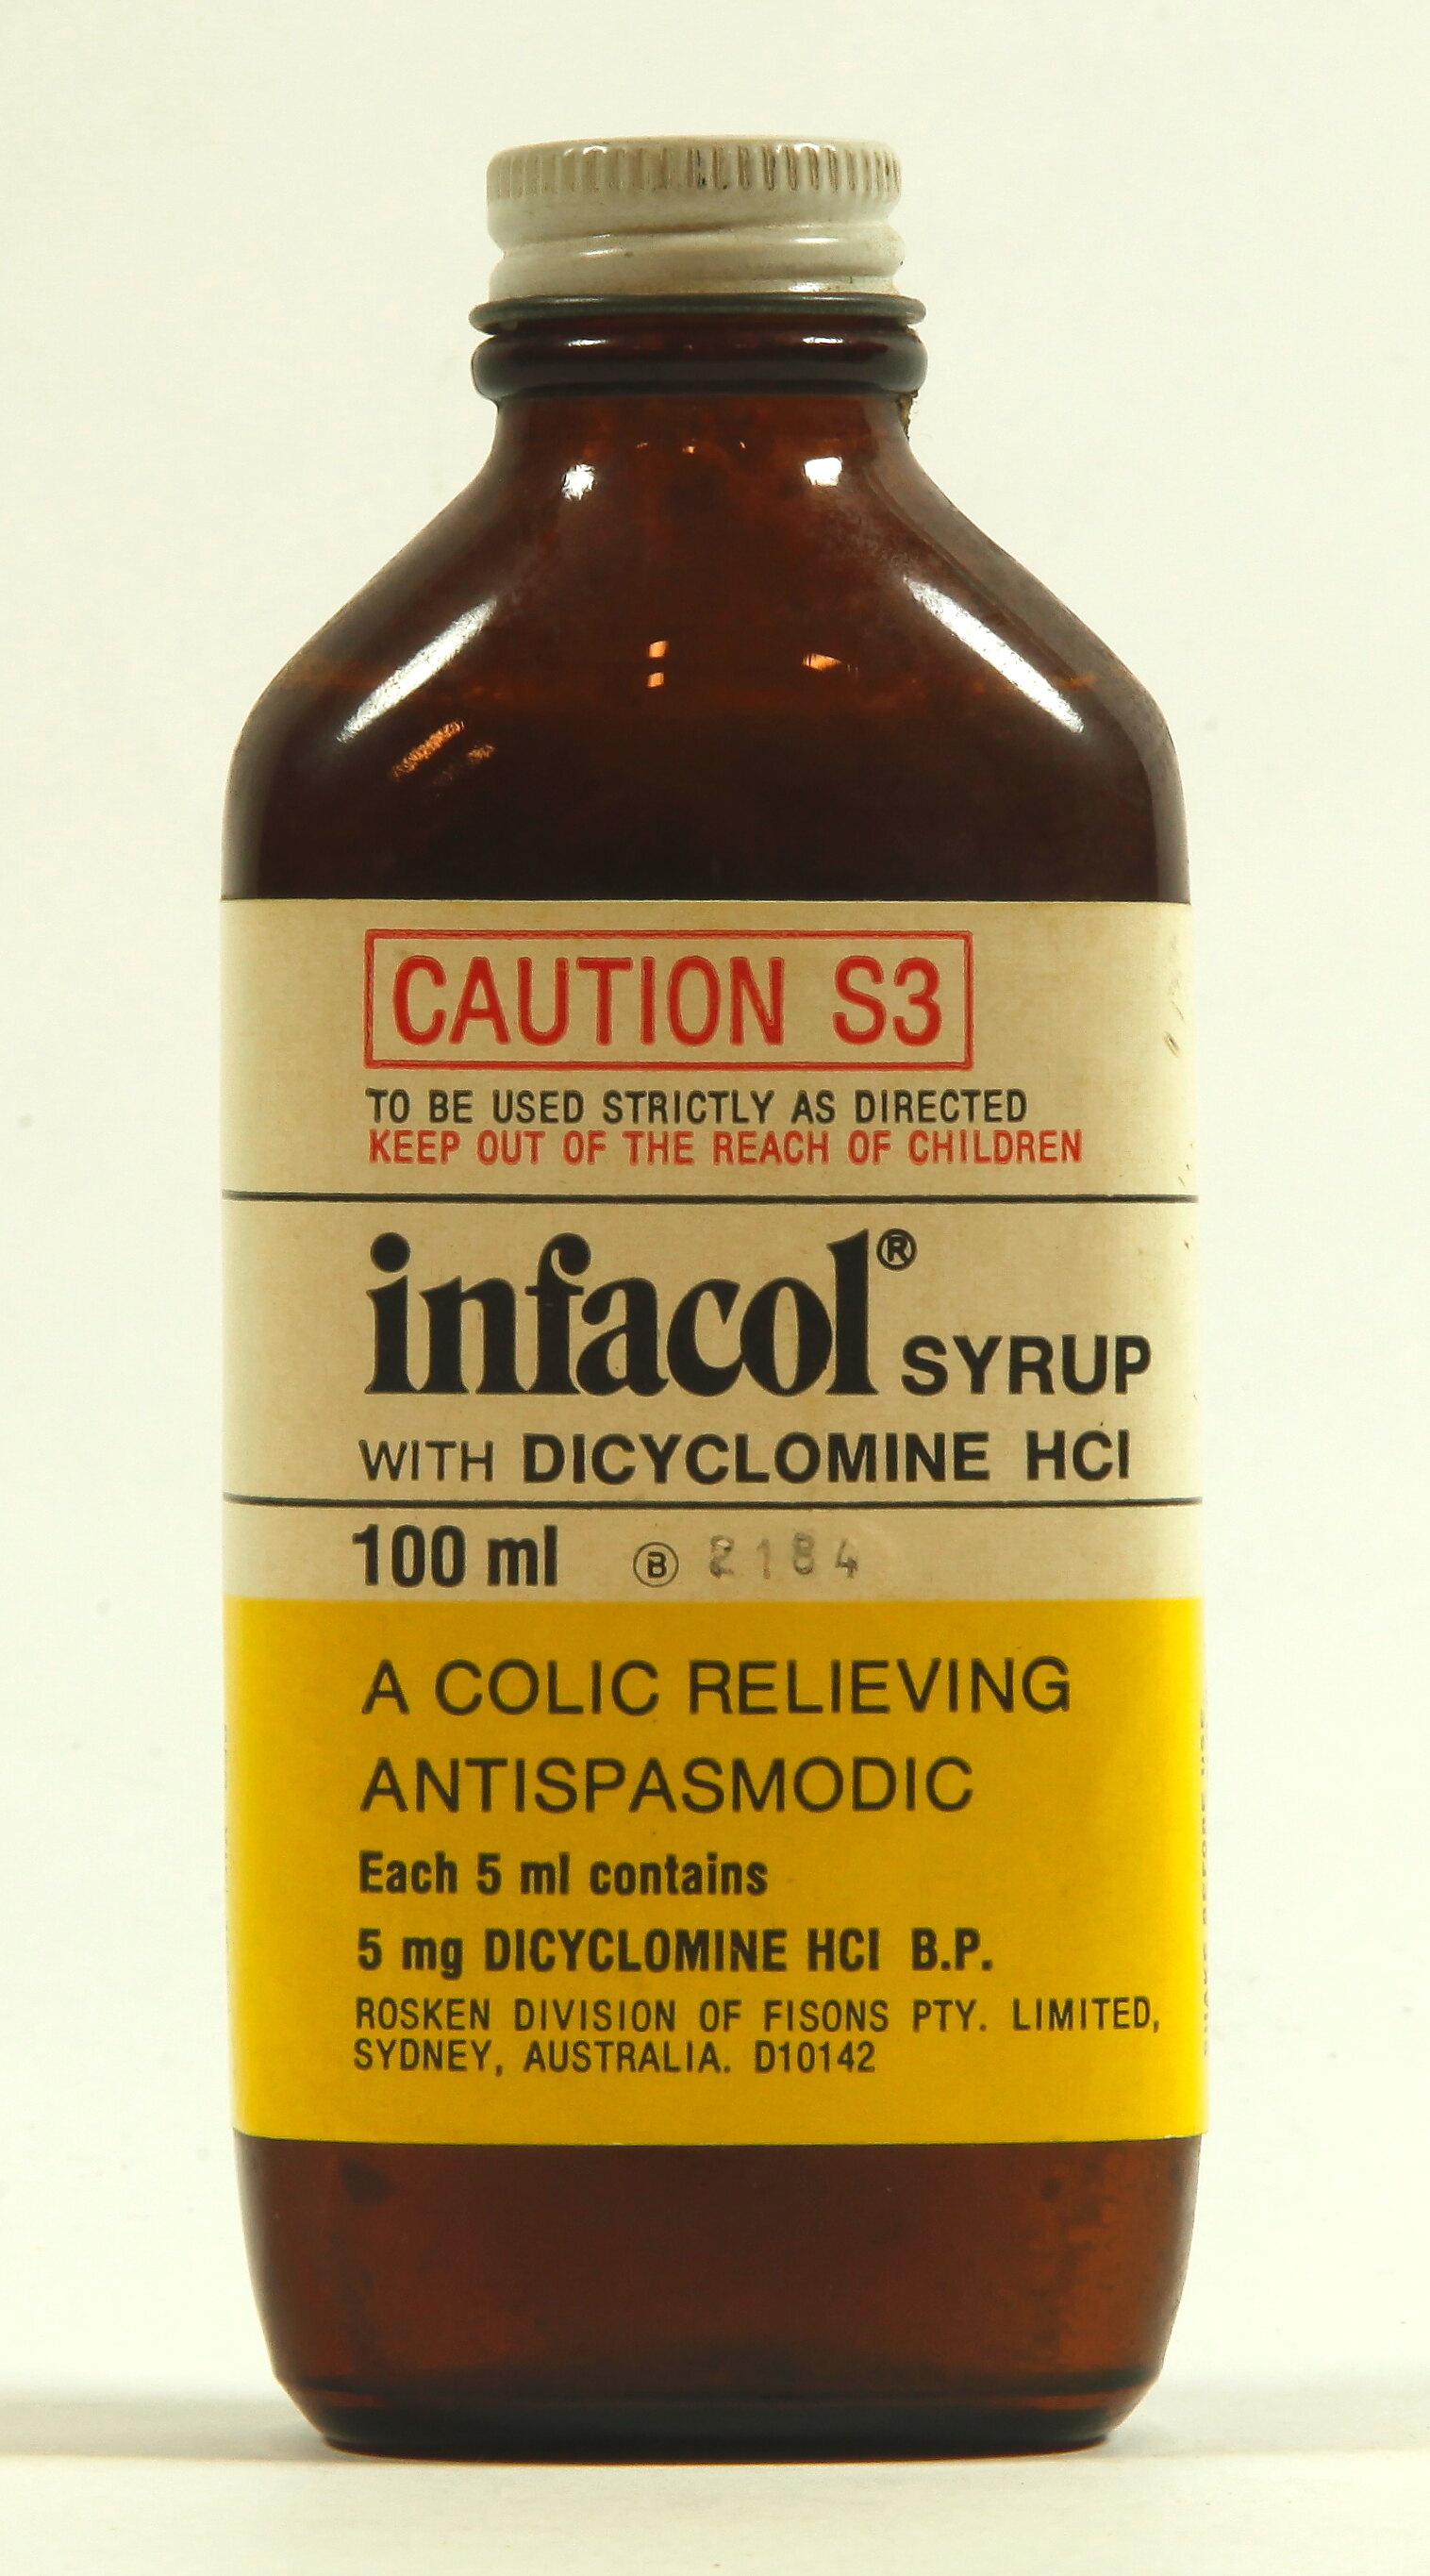 CAUTION S3
TO BE USED STRICTLY AS DIRECTED
KEEP OUT OF THE REACH OF CHILDREN
infacol® SYRUP
WITH DICYCLOMINE HCl
100 ml Ⓑ 2184
A COLIC RELIEVING
ANTISPASMODIC
Each 5 ml contains
5 mg DICYCLOMINE HCl B.P.
ROSKEN DIVISION OF FISONS PTY. LIMITED,
SYDNEY, AUSTRALIA. D10142